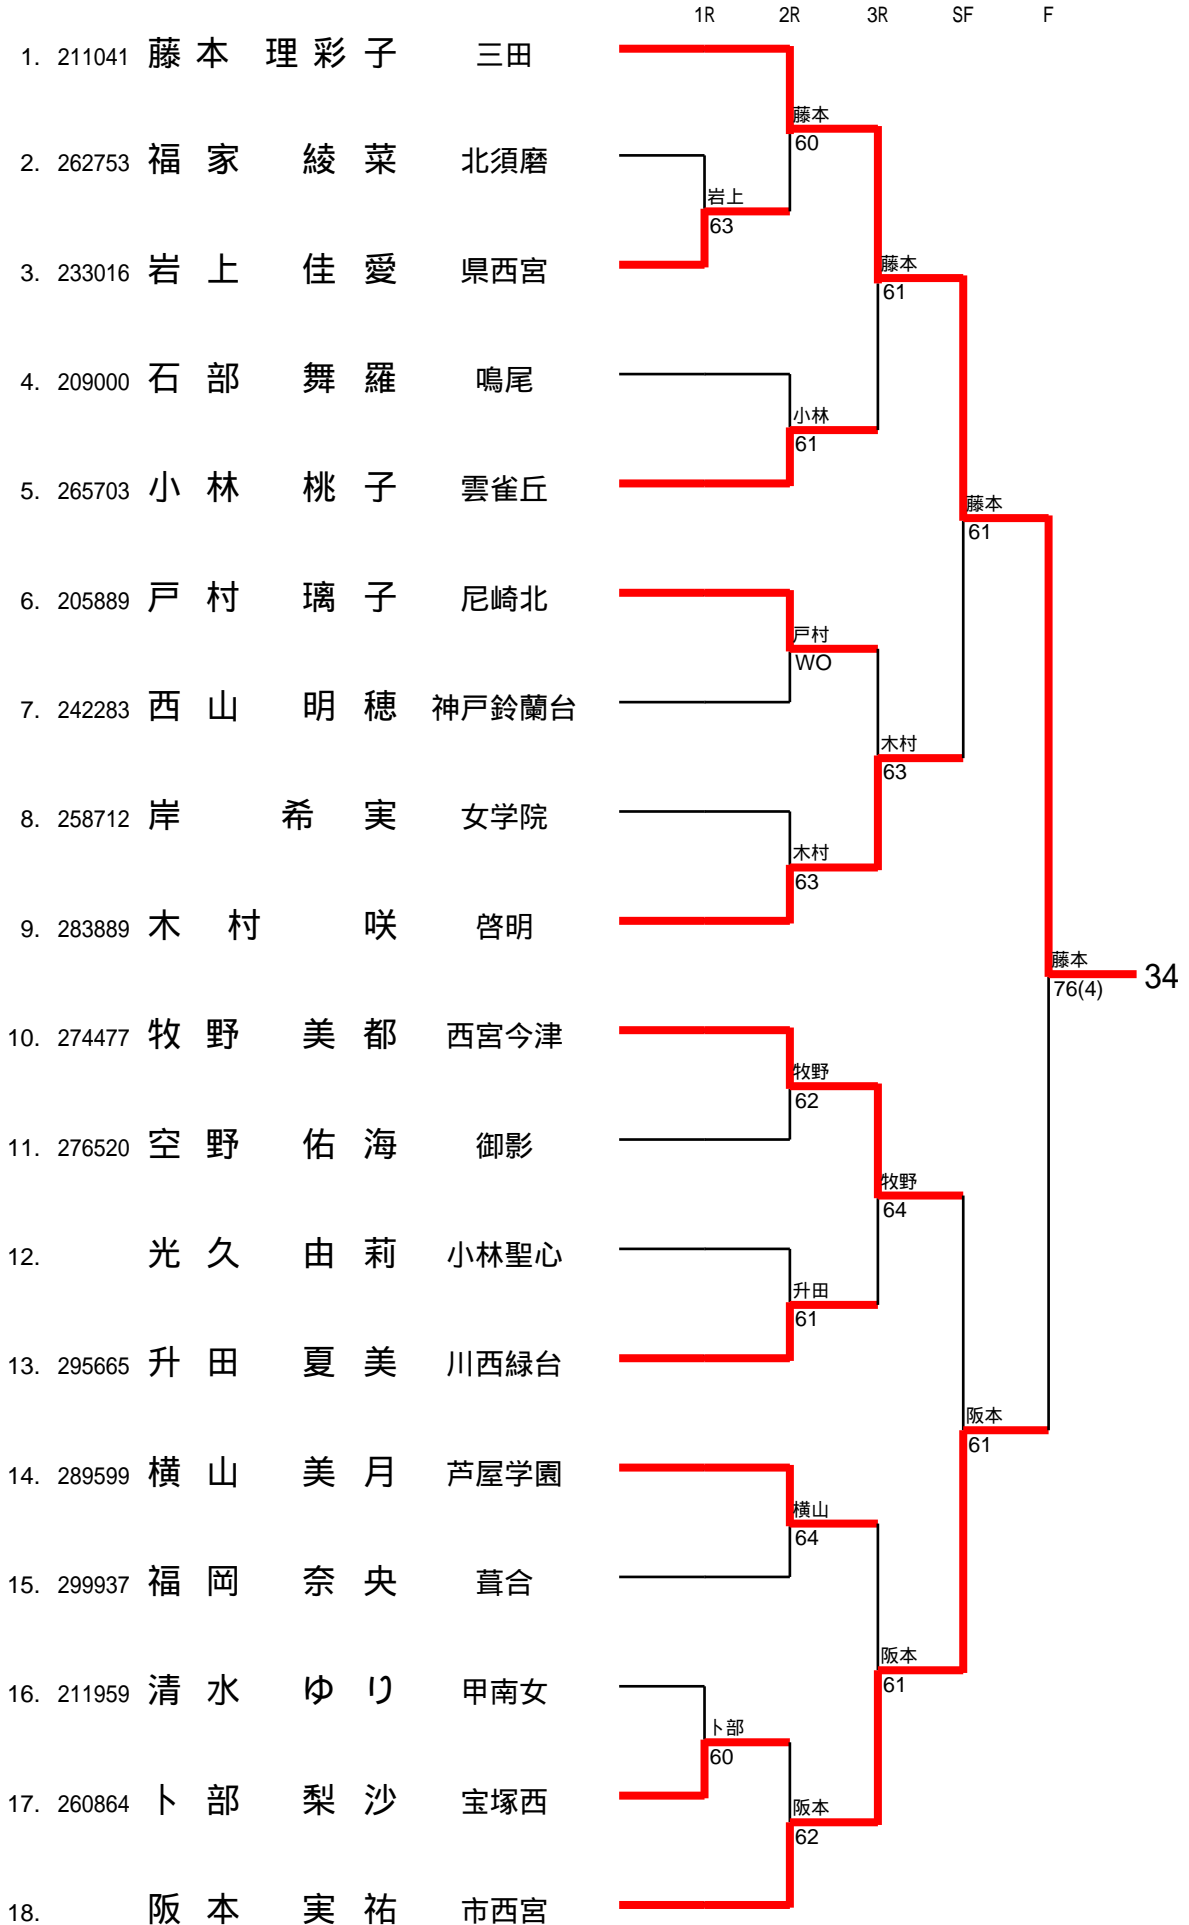 1R 2R 3R SF F
1. 211041 藤本 理彩子 三田
藤本
60
2. 262753 福家 綾菜 北須磨
岩上
63
3. 233016 岩上 佳愛 県西宮
藤本
61
4. 209000 石部 舞羅 鳴尾
小林
61
5. 265703 小林 桃子 雲雀丘
藤本
61
6. 205889 戸村 璃子 尼崎北
戸村
WO
7. 242283 西山 明穂 神戸鈴蘭台
木村
63
8. 258712 岸 希実 女学院
木村
63
9. 283889 木村 咲 啓明
藤本
76(4)
34
10. 274477 牧野 美都 西宮今津
牧野
62
11. 276520 空野 佑海 御影
牧野
64
12. 光久 由莉 小林聖心
升田
61
13. 295665 升田 夏美 川西緑台
阪本
61
14. 289599 横山 美月 芦屋学園
横山
64
15. 299937 福岡 奈央 葺合
阪本
61
16. 211959 清水 ゆり 甲南女
卜部
60
17. 260864 卜部 梨沙 宝塚西
阪本
62
18. 阪本 実祐 市西宮